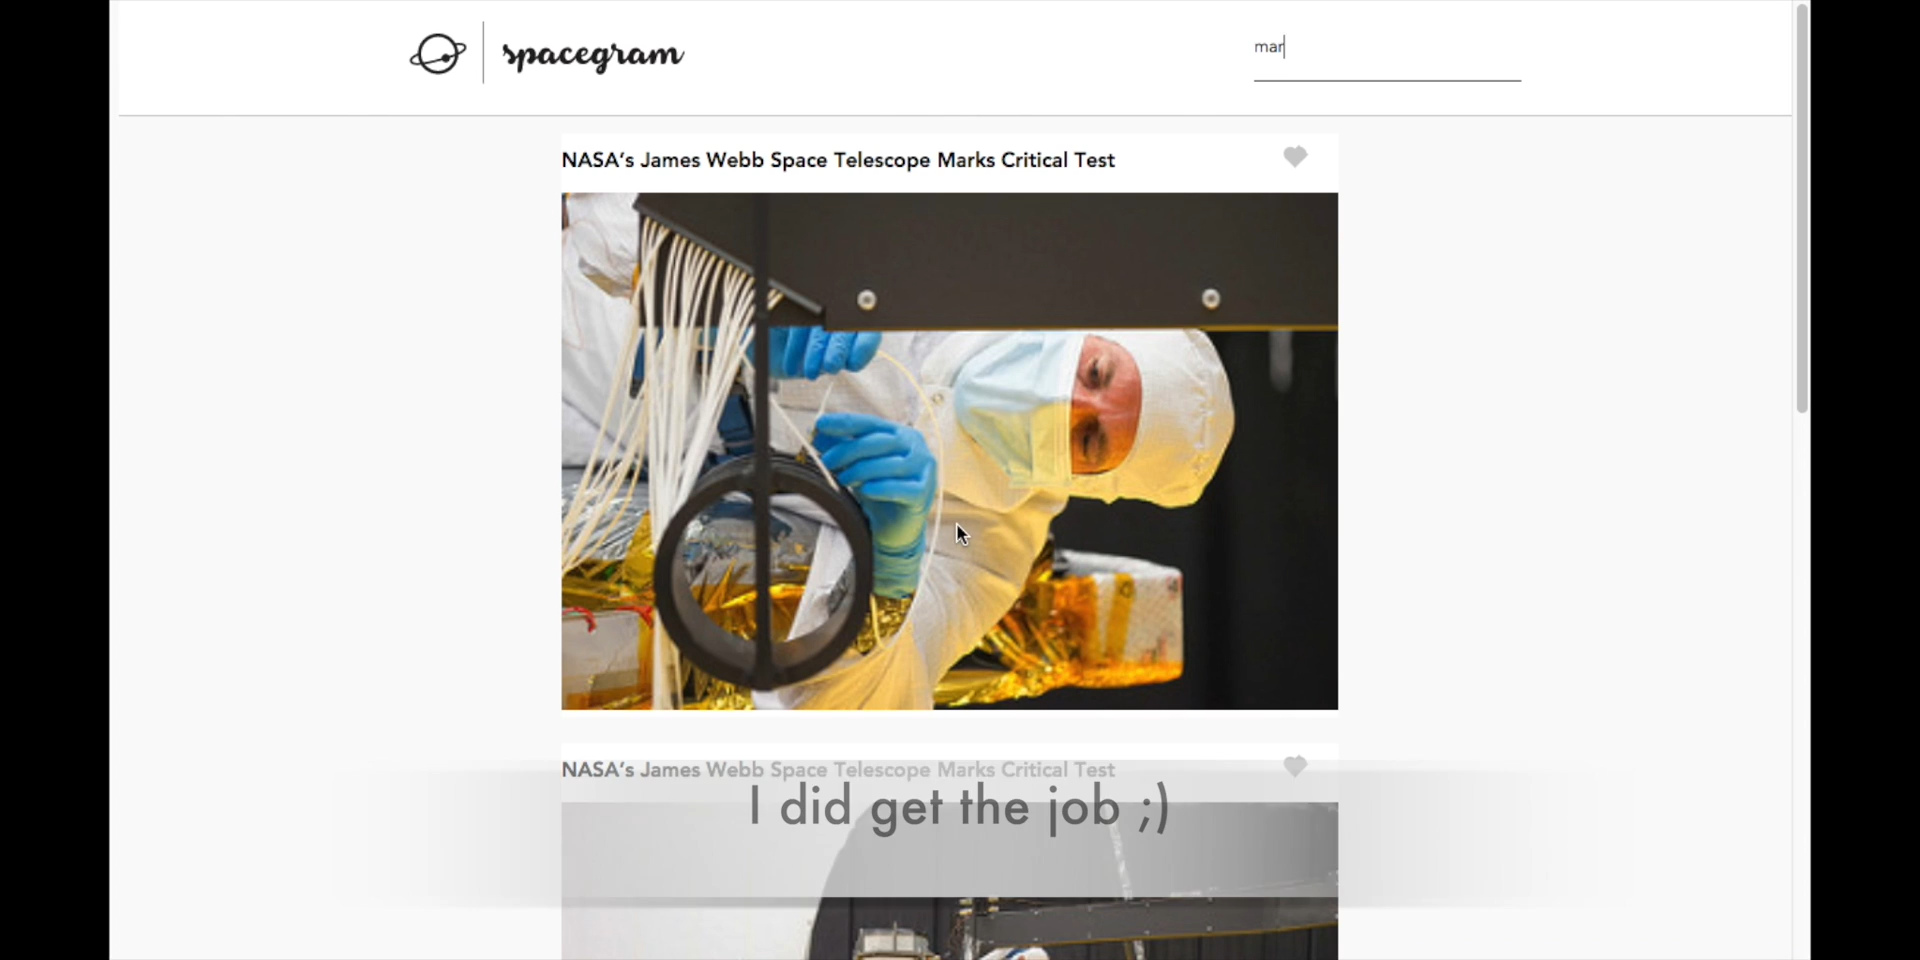 spacegram
mar
NASA's James Webb Space Telescope Marks Critical Test
NASA's James Webb Space Telescope Marks Critical Test
I did get the job ;)